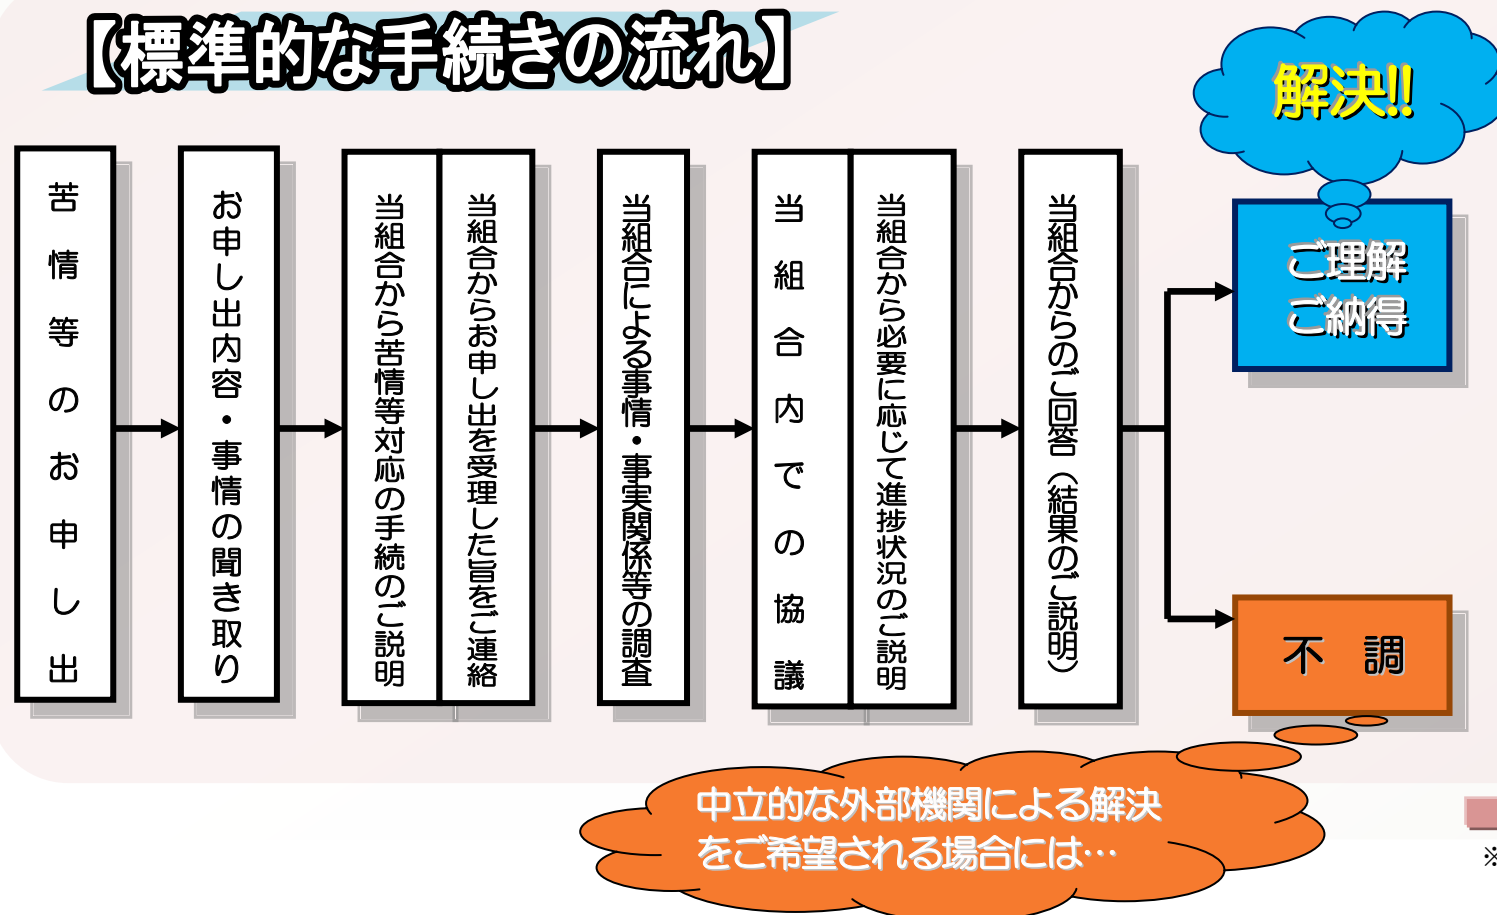 【標準的な手続きの流れ】
苦情等のお申し出
お申し出内容・事情の聞き取り
当組合から苦情等対応の手続のご説明
当組合からお申し出を受理した旨をご連絡
当組合による事情・事実関係等の調査
当組合内での協議
当組合から必要に応じて進捗状況のご説明
当組合からのご回答（結果のご説明）
解決!!
ご理解
ご納得
不　調
中立的な外部機関による解決
をご希望される場合には…
※